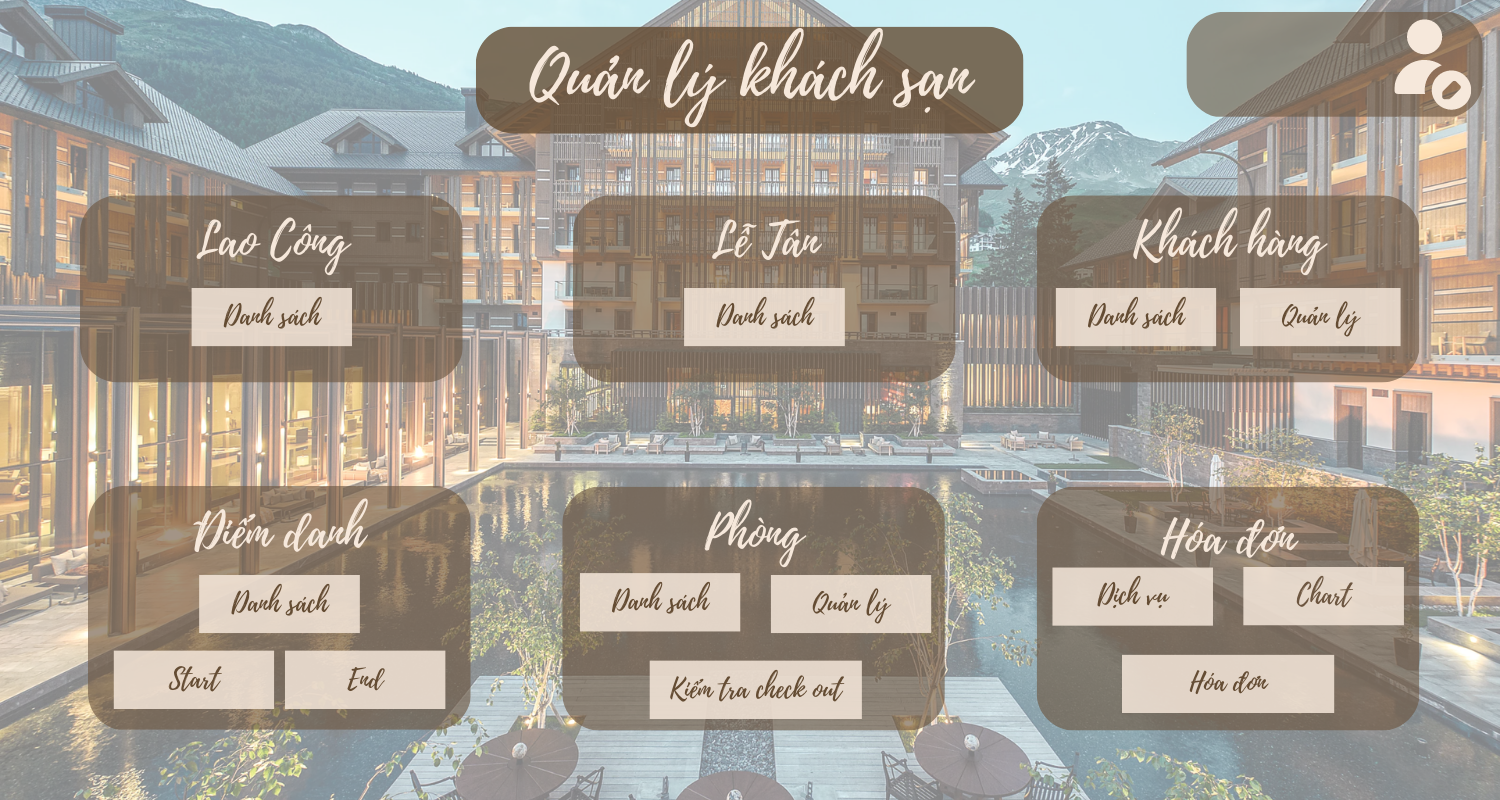 Quản lý khách sạn
Lao Công
Danh sách
Lễ Tân
Danh sách
Khách hàng
Danh sách
Quản lý
Điểm danh
Danh sách
Start
End
Phòng
Danh sách
Quản lý
Kiểm tra check out
Hóa đơn
Dịch vụ
Chart
Hóa đơn